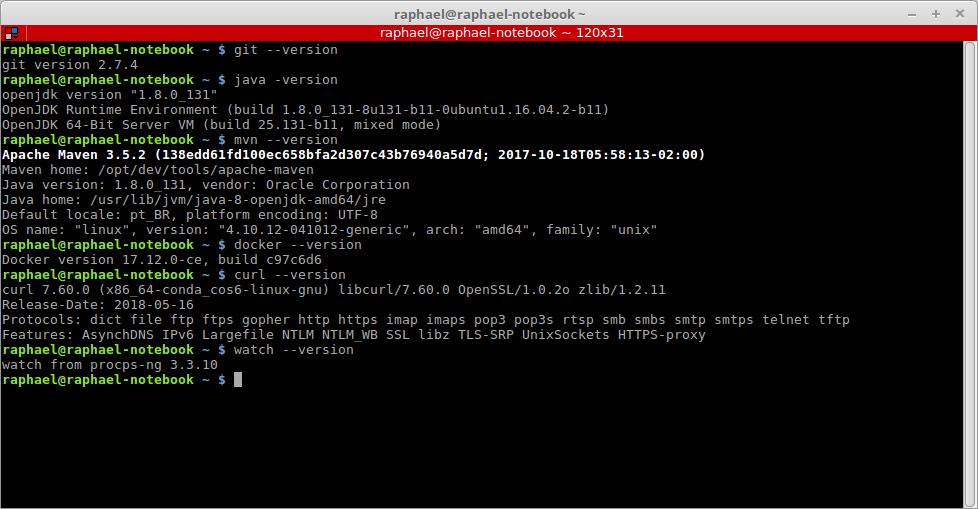 raphael@raphael-notebook ~
raphael@raphael-notebook ~ 120x31
raphael@raphael-notebook ~ $ git --version
git version 2.7.4
raphael@raphael-notebook ~ $ java -version
openjdk version "1.8.0_131"
OpenJDK Runtime Environment (build 1.8.0_131-8u131-b11-0ubuntu1.16.04.2-b11)
OpenJDK 64-Bit Server VM (build 25.131-b11, mixed mode)
raphael@raphael-notebook ~ $ mvn --version
Apache Maven 3.5.2 (138edd61fd100ec658bfa2d307c43b76940a5d7d; 2017-10-18T05:58:13-02:00)
Maven home: /opt/dev/tools/apache-maven
Java version: 1.8.0_131, vendor: Oracle Corporation
Java home: /usr/lib/jvm/java-8-openjdk-amd64/jre
Default locale: pt_BR, platform encoding: UTF-8
OS name: "linux", version: "4.10.12-041012-generic", arch: "amd64", family: "unix"
raphael@raphael-notebook ~ $ docker --version
Docker version 17.12.0-ce, build c97c6d6
raphael@raphael-notebook ~ $ curl --version
curl 7.60.0 (x86_64-conda_cos6-linux-gnu) libcurl/7.60.0 OpenSSL/1.0.2o zlib/1.2.11
Release-Date: 2018-05-16
Protocols: dict file ftp ftps gopher http https imap imaps pop3 pop3s rtsp smb smbs smtp smtps telnet tftp
Features: AsynchDNS IPv6 Largefile NTLM NTLM_WB SSL libz TLS-SRP UnixSockets HTTPS-proxy
raphael@raphael-notebook ~ $ watch --version
watch from procps-ng 3.3.10
raphael@raphael-notebook ~ $